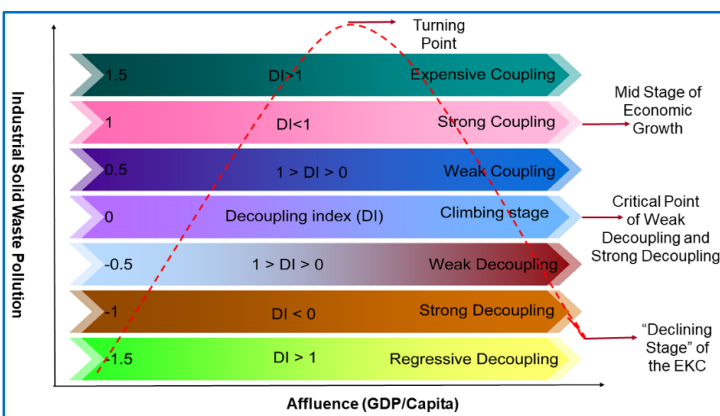 Turning
Point
1.5 DI>1 Expensive Coupling
1 DI<1 Strong Coupling
Mid Stage of
Economic
Growth
0.5 1 > DI > 0 Weak Coupling
0 Decoupling index (DI) Climbing stage
Critical Point
of Weak
Decoupling and
Strong Decoupling
-0.5 1 > DI > 0 Weak Decoupling
-1 DI < 0 Strong Decoupling
"Declining
Stage" of
the EKC
-1.5 DI > 1 Regressive Decoupling
Industrial Solid Waste Pollution
Affluence (GDP/Capita)